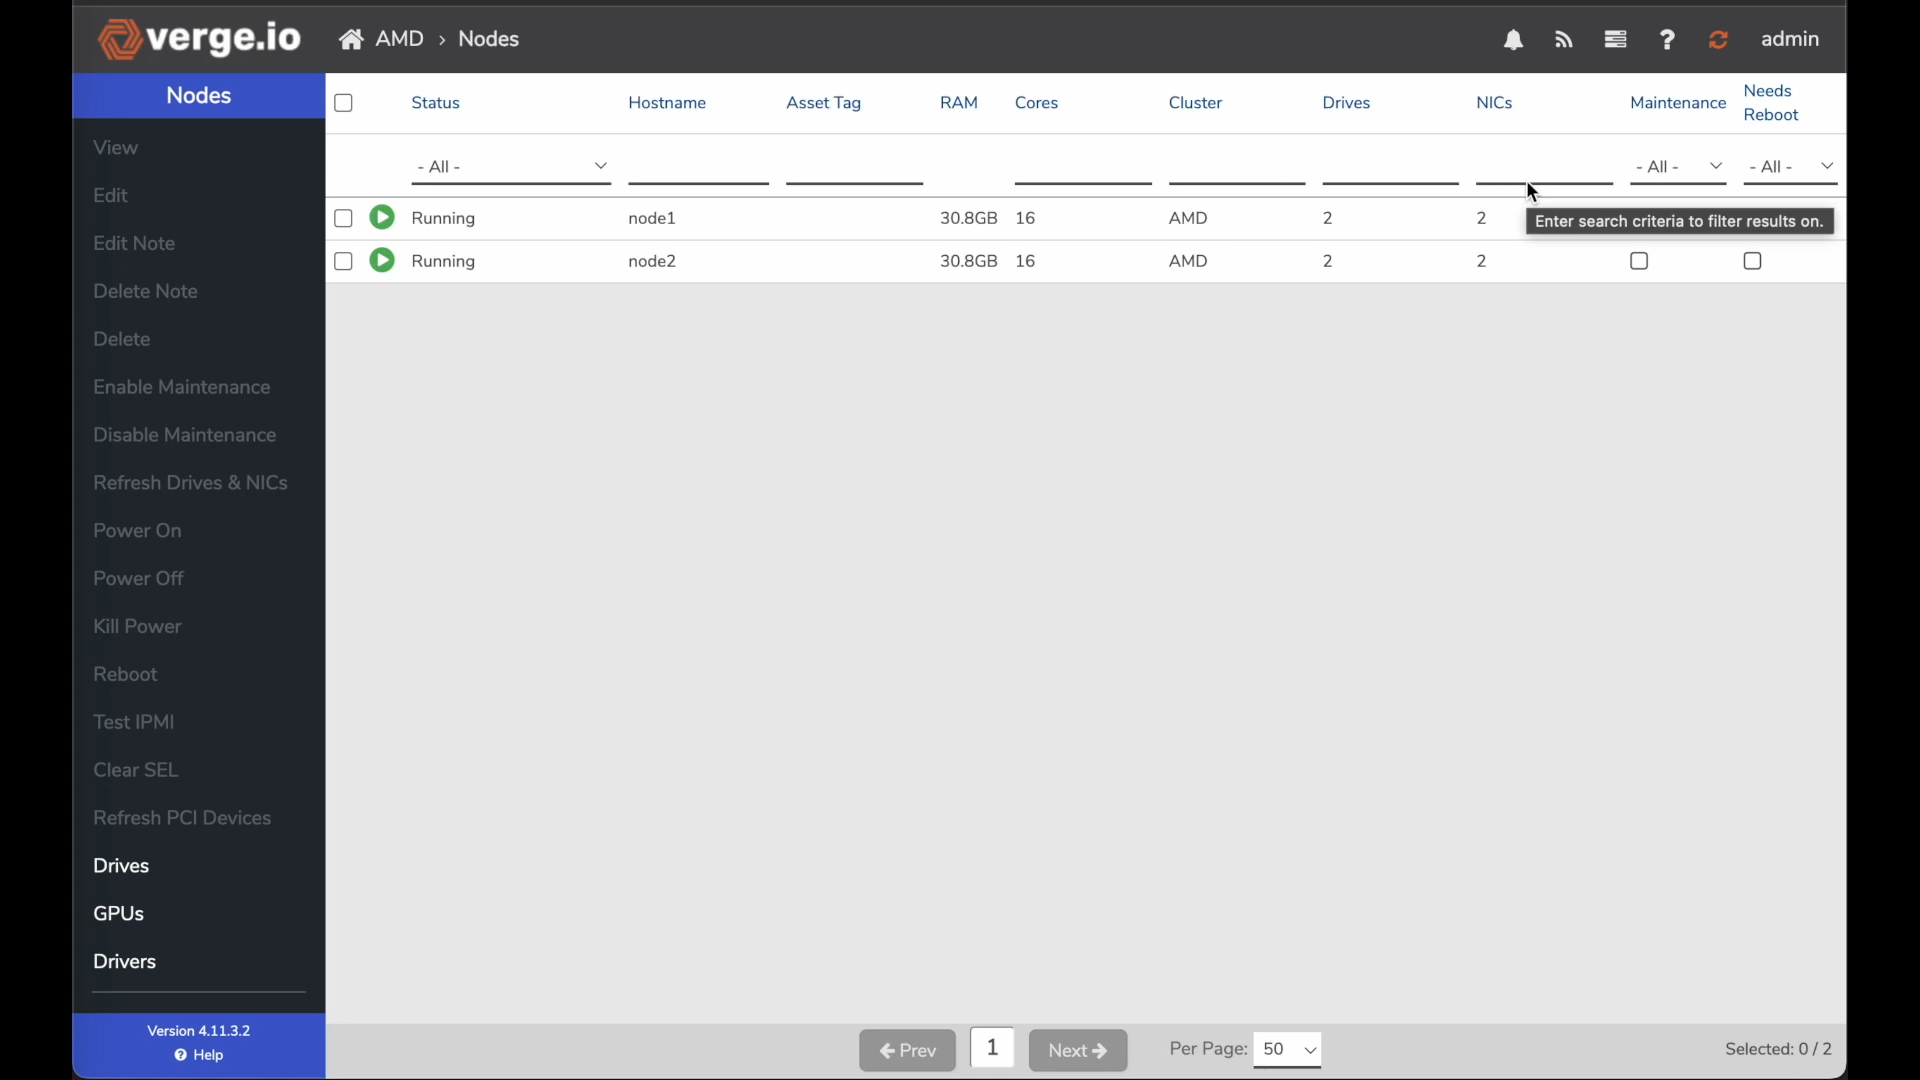 verge.io AMD > Nodes admin
Nodes
View
Edit
Edit Note
Delete Note
Delete
Enable Maintenance
Disable Maintenance
Refresh Drives & NICs
Power On
Power Off
Kill Power
Reboot
Test IPMI
Clear SEL
Refresh PCI Devices
Drives
GPUs
Drivers
Version 4.11.3.2
Help
Status Hostname Asset Tag RAM Cores Cluster Drives NICs Maintenance Needs Reboot
- All - - All - - All -
Running node1 30.8GB 16 AMD 2 2
Enter search criteria to filter results on.
Running node2 30.8GB 16 AMD 2 2
Prev 1 Next Per Page: 50 Selected: 0 / 2